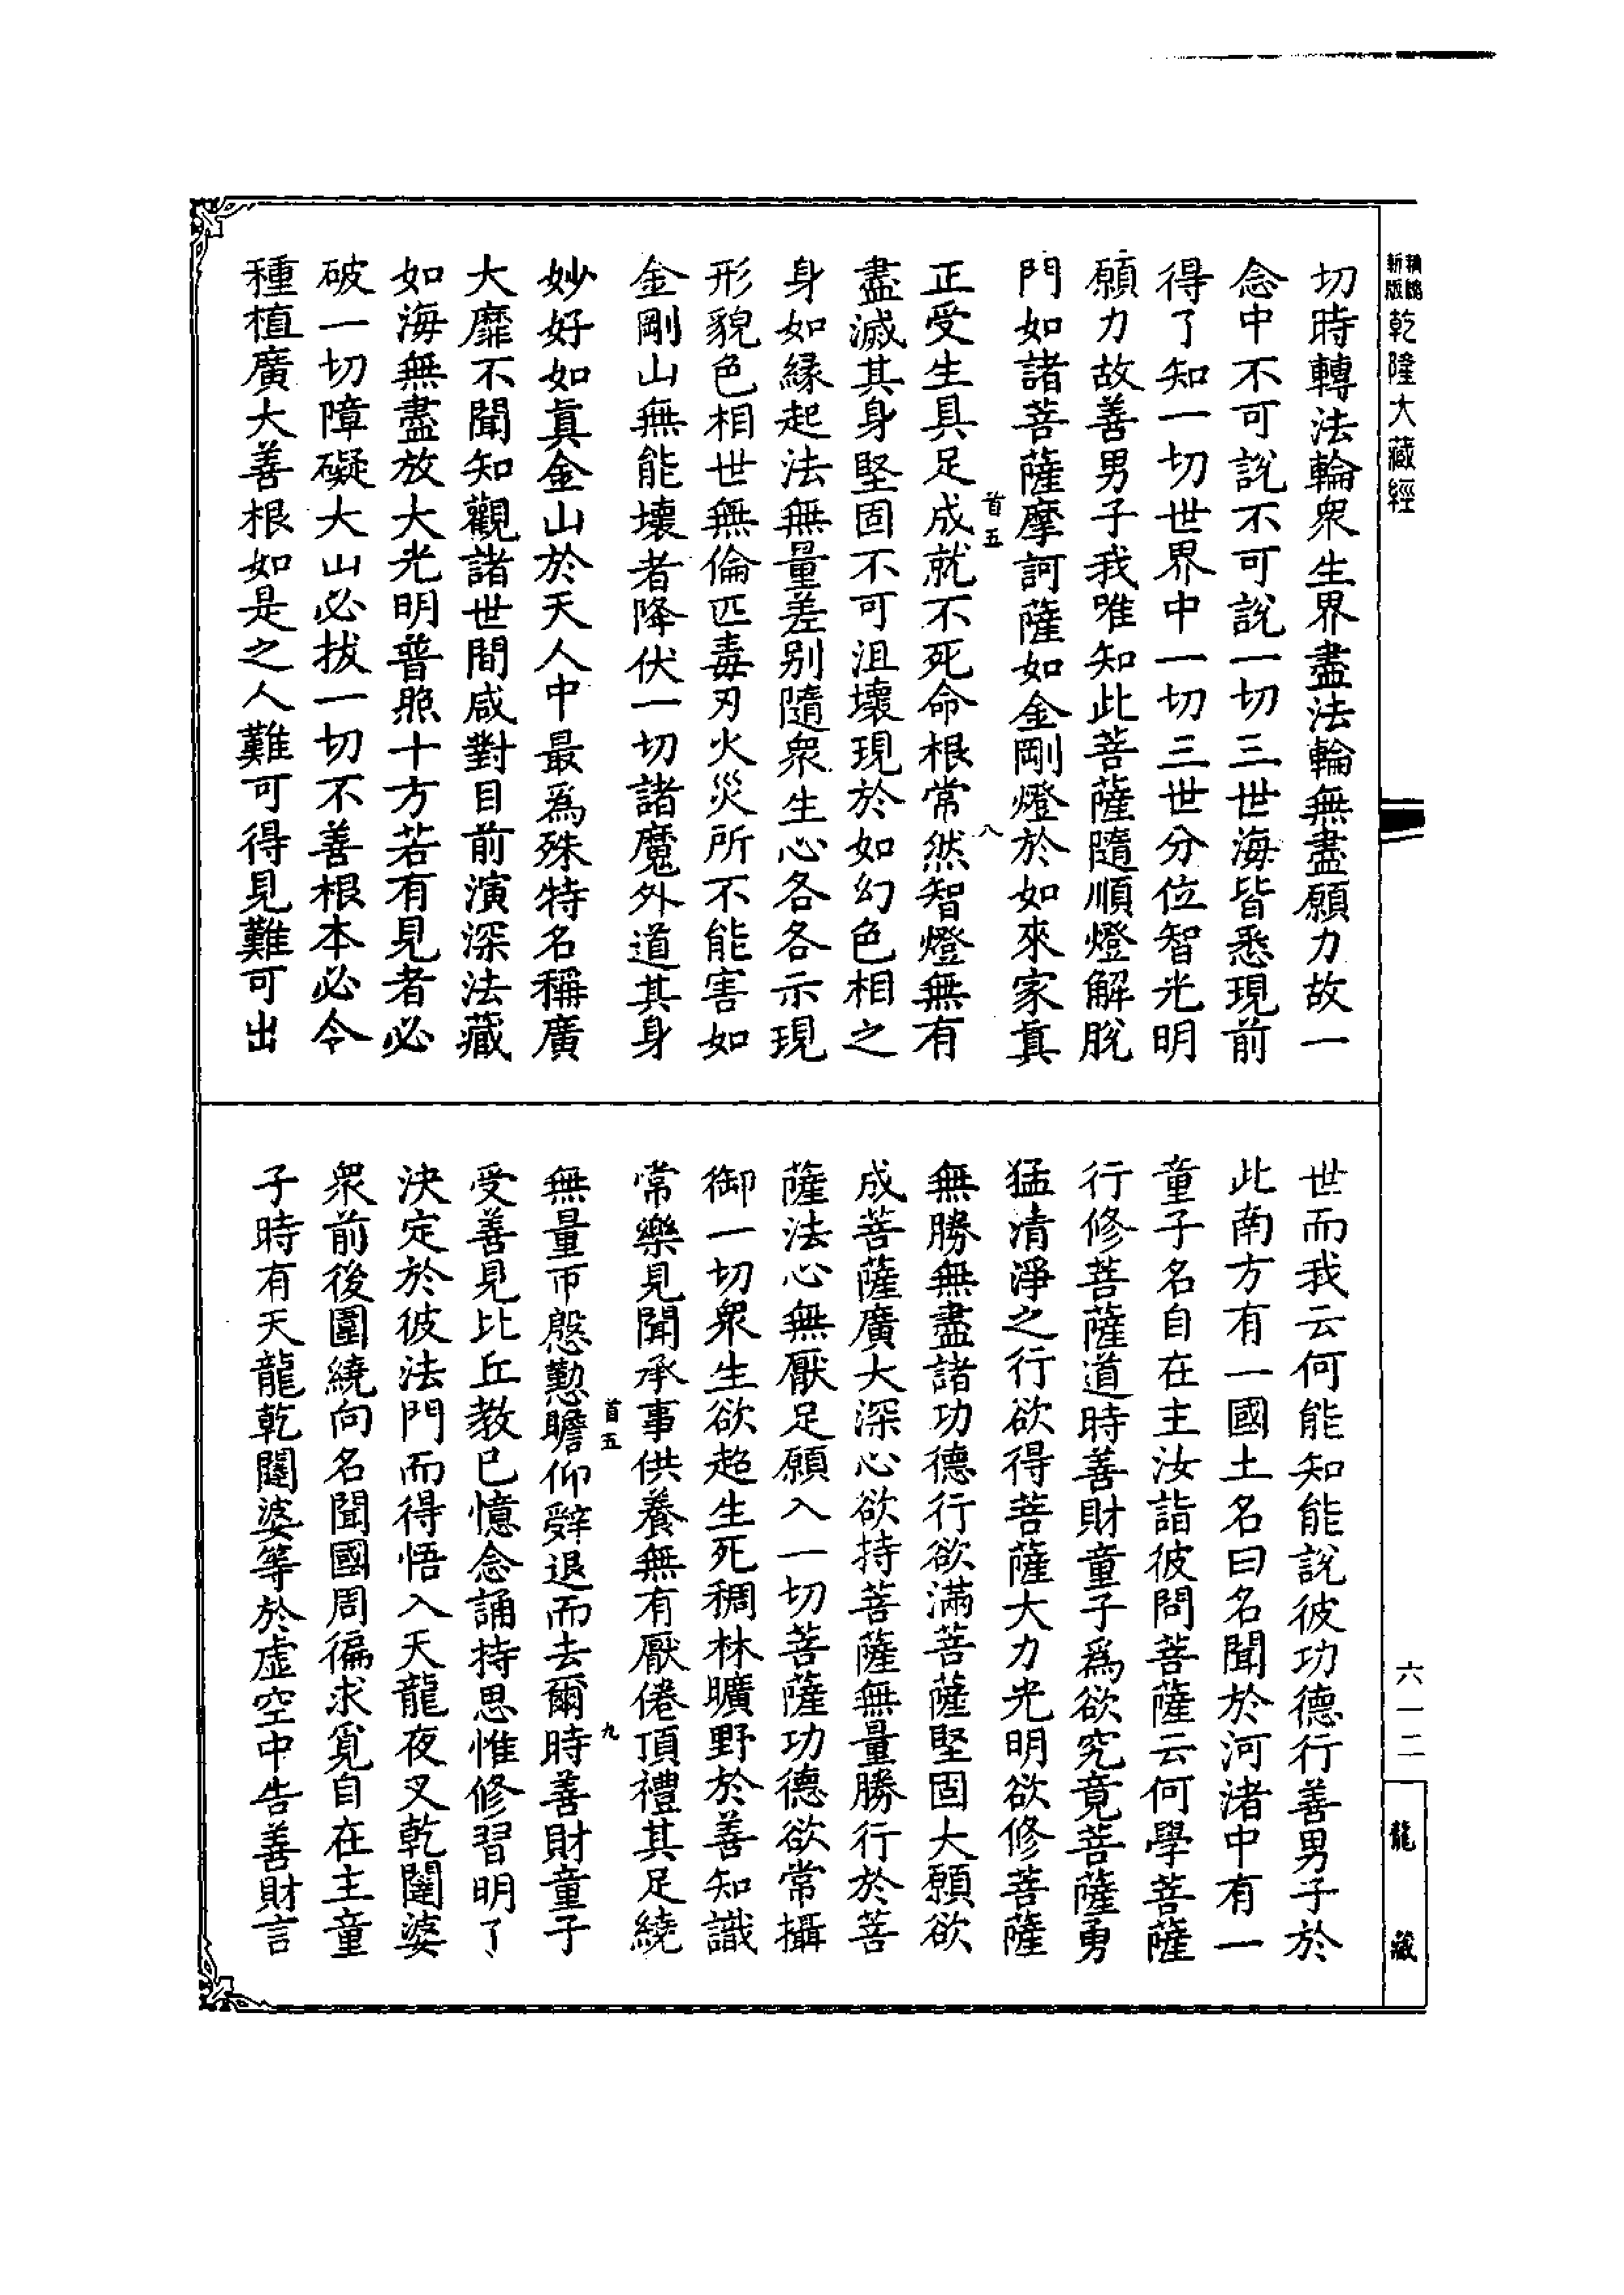 乾隆大藏經
切時轉法輪衆生界盡法輪無盡願力故一
念中不可說不可說一切三世海皆悉現前
得了知一切世界中一切三世分位智光明
願力故善男子我唯知此菩薩隨順燈解脫
門如諸菩薩摩訶薩如金剛燈於如來家眞
首五 八
正受生具足成就不死命根常然智燈無有
盡滅其身堅固不可沮壞現於如幻色相之
身如緣起法無量差别隨衆生心各各示現
形貌色相世無倫匹毒刃火災所不能害如
金剛山無能壞者降伏一切諸魔外道其身
妙好如眞金山於天人中最爲殊特名稱廣
大靡不聞知觀諸世間咸對目前演深法藏
如海無盡放大光明普照十方若有見者必
破一切障礙大山必拔一切不善根本必令
種植廣大善根如是之人難可得見難可出
世而我云何能知能說彼功德行善男子於
此南方有一國土名曰名聞於河渚中有一
童子名自在主汝詣彼問菩薩云何學菩薩
行修菩薩道時善財童子爲欲究竟菩薩勇
猛清淨之行欲得菩薩大力光明欲修菩薩
無勝無盡諸功德行欲滿菩薩堅固大願欲
成菩薩廣大深心欲持菩薩無量勝行於菩
薩法心無厭足願入一切菩薩功德欲常攝
御一切衆生欲超生死稠林曠野於善知識
常樂見聞承事供養無有厭倦頂禮其足繞
首五 九
無量帀慇懃瞻仰辭退而去爾時善財童子
受善見比丘教已憶念誦持思惟修習明了
決定於彼法門而得悟入天龍夜叉乾闥婆
衆前後圍繞向名聞國周徧求覓自在主童
子時有天龍乾闥婆等於虛空中告善財言
六一二
龍藏